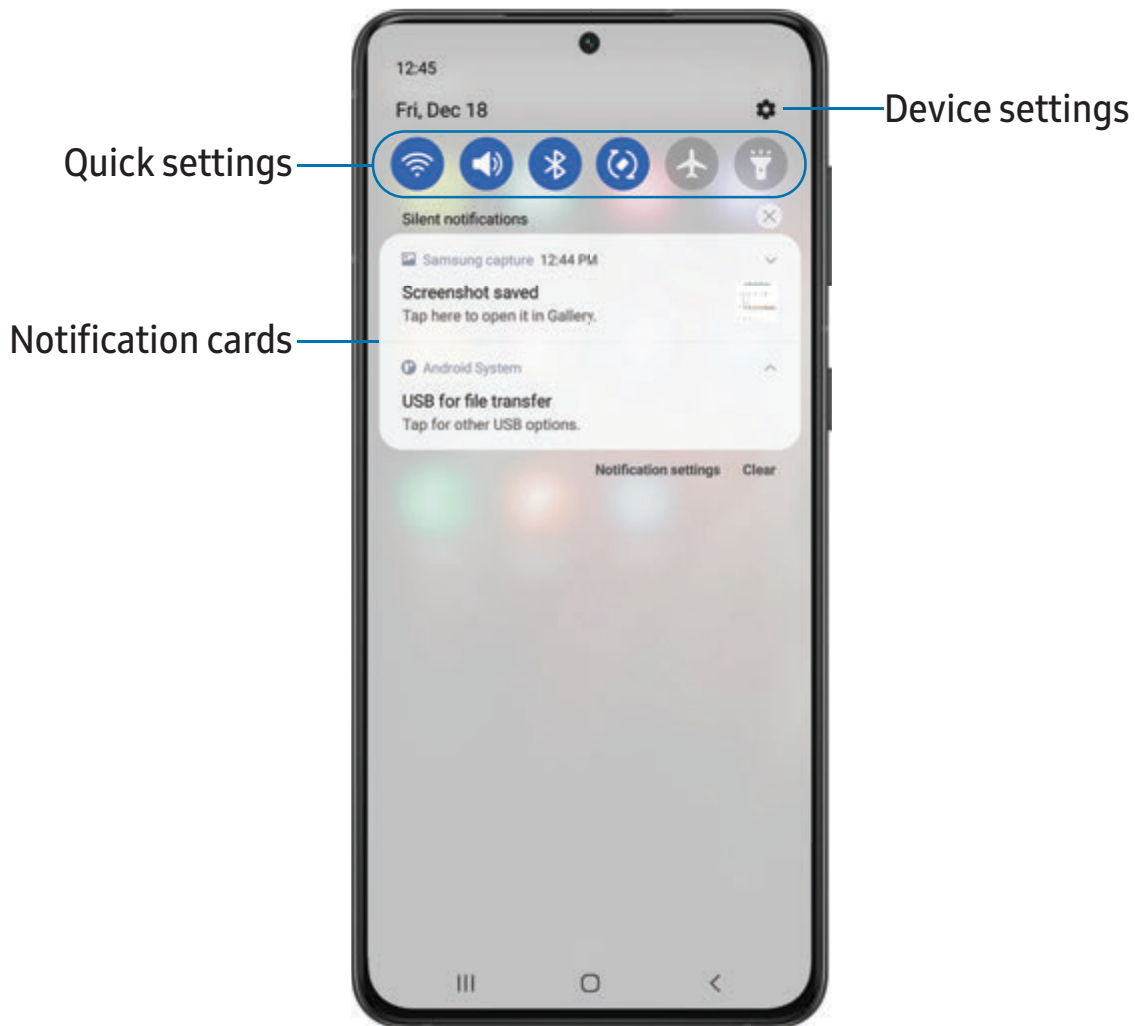 12:45
Fri, Dec 18
Device settings
Quick settings
Silent notifications
Samsung capture 12:44 PM
Screenshot saved
Tap here to open it in Gallery.
Notification cards
Android System
USB for file transfer
Tap for other USB options.
Notification settings Clear